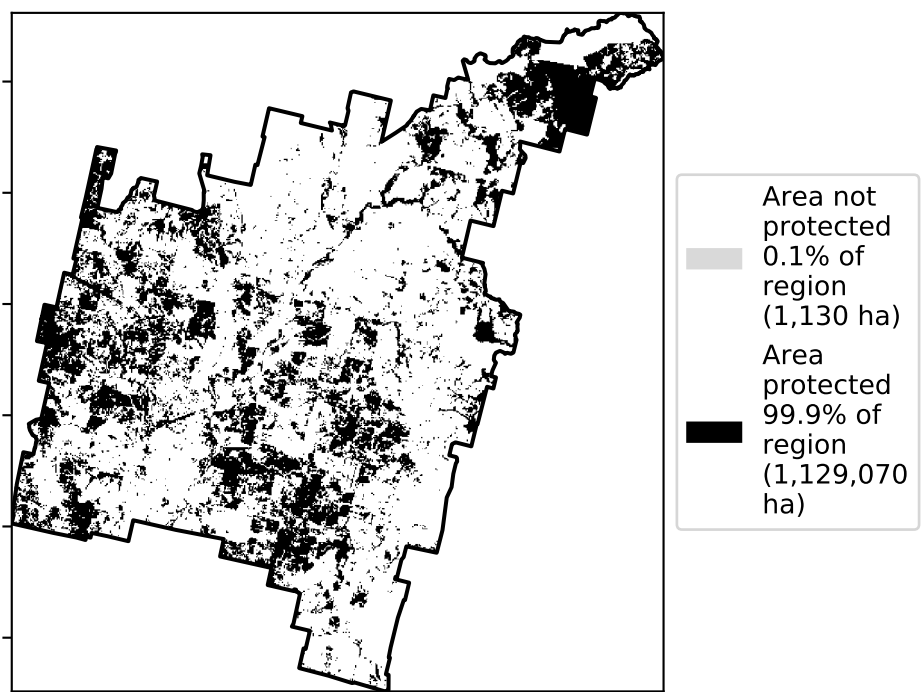 Area not
protected
0.1% of
region
(1,130 ha)
Area
protected
99.9% of
region
(1,129,070
ha)